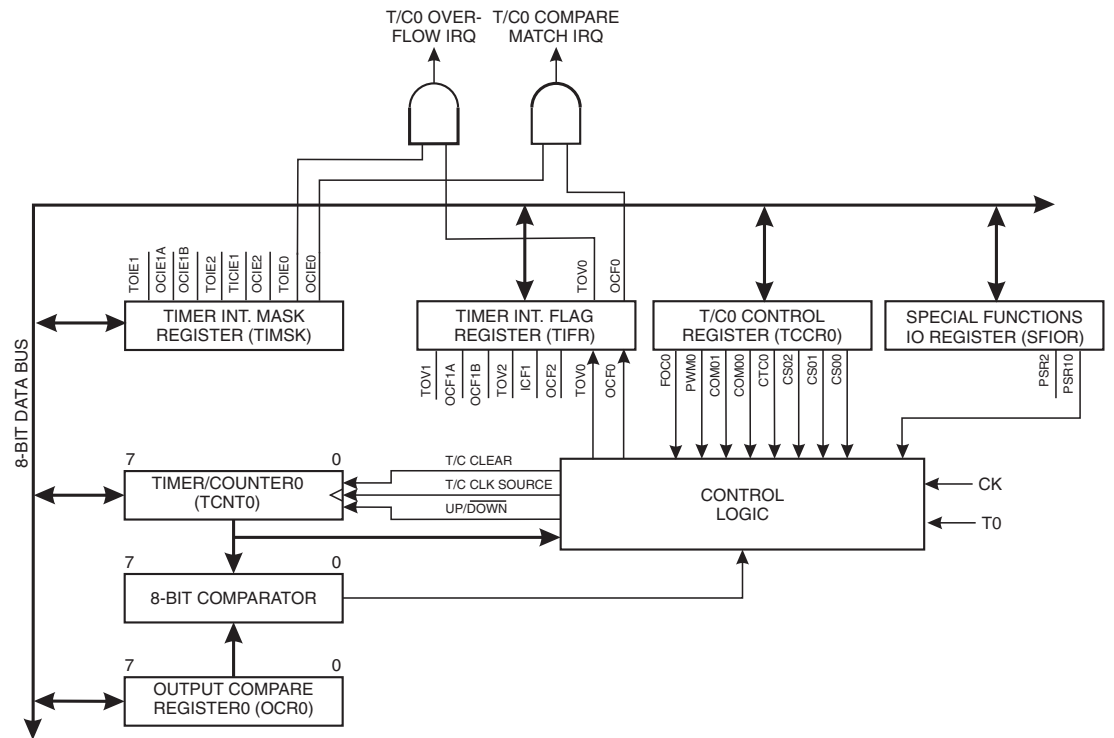 T/C0 OVER-
FLOW IRQ
T/C0 COMPARE
MATCH IRQ
8-BIT DATA BUS
TOIE1
OCIE1A
OCIE1B
TOIE2
TICIE1
OCIE2
TOIE0
OCIE0
TOV0
OCF0
TIMER INT. MASK
REGISTER (TIMSK)
TIMER INT. FLAG
REGISTER (TIFR)
T/C0 CONTROL
REGISTER (TCCR0)
SPECIAL FUNCTIONS
IO REGISTER (SFIOR)
TOV1
OCF1A
OCF1B
TOV2
ICF1
OCF2
TOV0
OCF0
FOC0
PWM0
COM01
COM00
CTC0
CS02
CS01
CS00
PSR2
PSR10
7
0
TIMER/COUNTER0
(TCNT0)
T/C CLEAR
T/C CLK SOURCE
UP/DOWN
CONTROL
LOGIC
CK
T0
7
0
8-BIT COMPARATOR
7
0
OUTPUT COMPARE
REGISTER0 (OCR0)